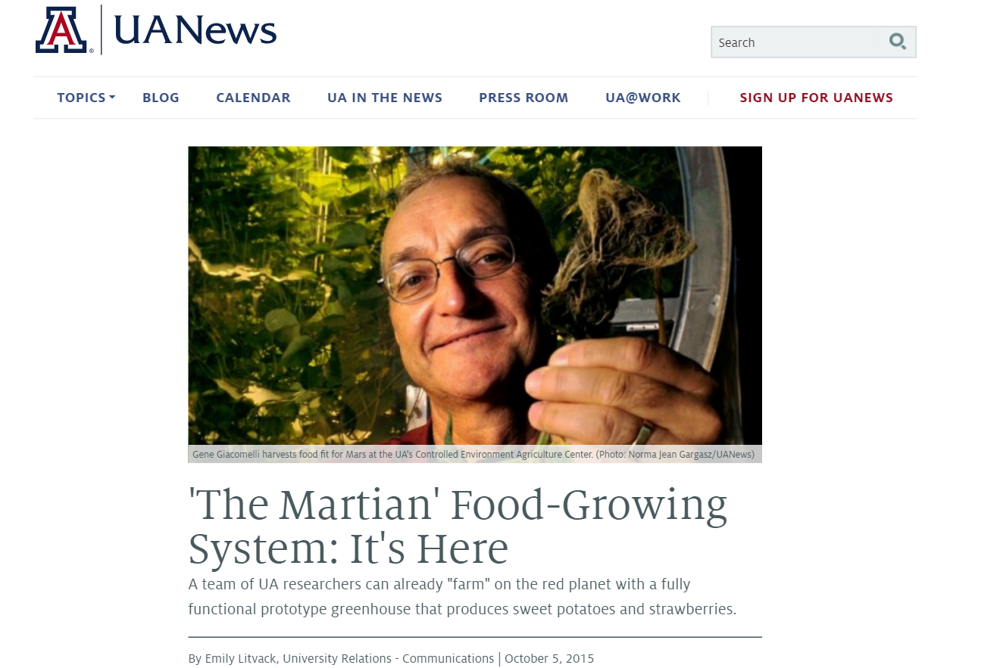 A ® UANews
Search
TOPICS BLOG CALENDAR UA IN THE NEWS PRESS ROOM UA@WORK SIGN UP FOR UANEWS
Gene Giacomelli harvests food fit for Mars at the UA's Controlled Environment Agriculture Center. (Photo: Norma Jean Gargasz/UANews)
'The Martian' Food-Growing
System: It's Here
A team of UA researchers can already "farm" on the red planet with a fully
functional prototype greenhouse that produces sweet potatoes and strawberries.
By Emily Litvack, University Relations - Communications | October 5, 2015